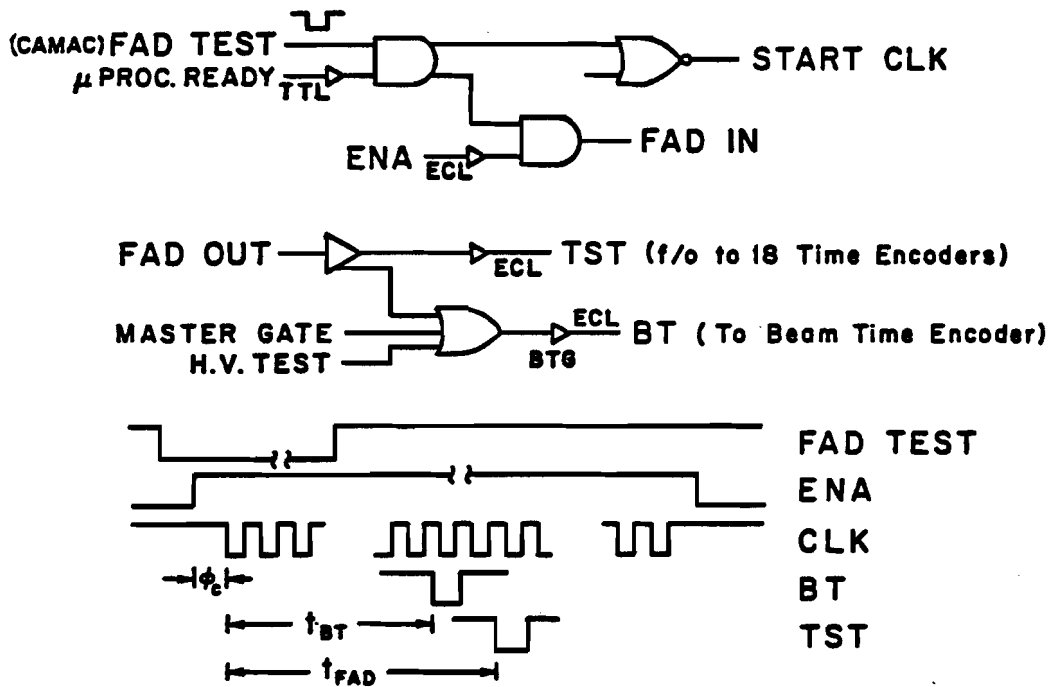 (CAMAC) FAD TEST
START CLK
μ PROC. READY
TTL
FAD IN
ENA
ECL
FAD OUT
ECL
TST (f/o to 18 Time Encoders)
MASTER GATE
ECL
BT (To Beam Time Encoder)
H.V. TEST
BTG
FAD TEST
ENA
CLK
ϕc
BT
tBT
TST
tFAD